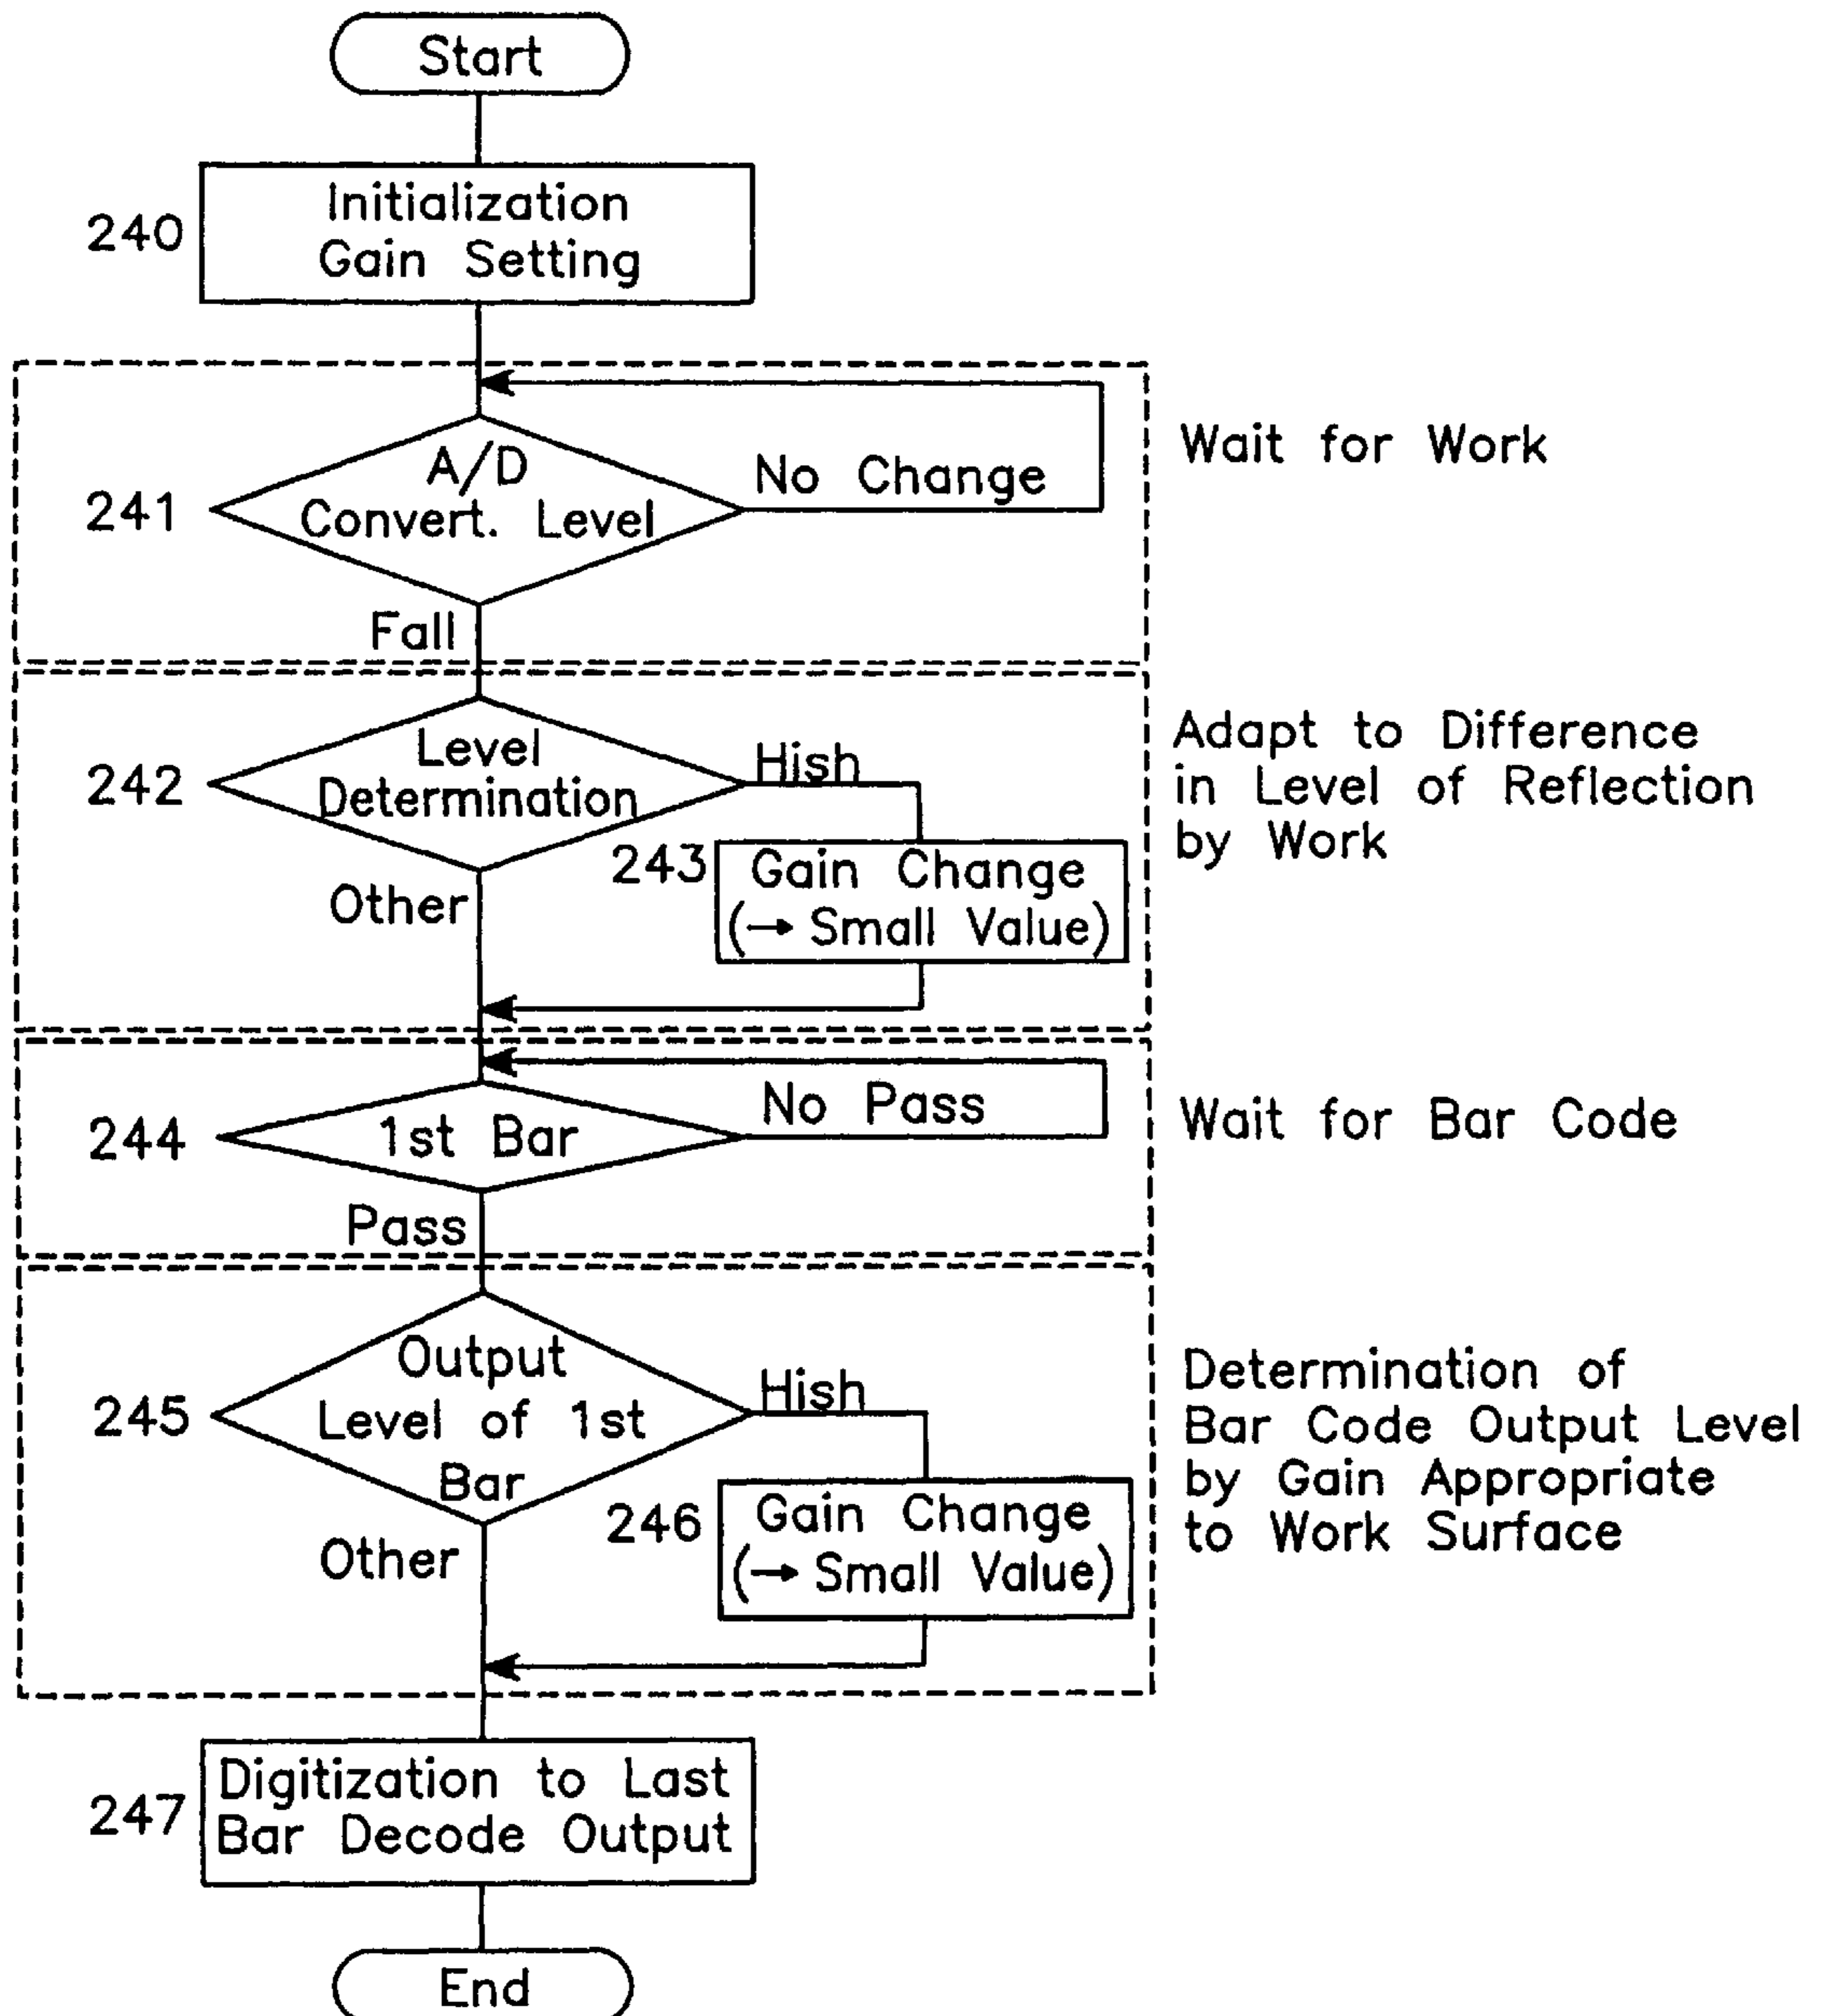 Start
240
Initialization
Gain Setting
241
A/D
Convert. Level
No Change
Fall
Wait for Work
242
Level
Determination
Hish
243
Gain Change
(→ Small Value)
Other
Adapt to Difference
in Level of Reflection
by Work
244
1st Bar
No Pass
Pass
Wait for Bar Code
245
Output
Level of 1st
Bar
Hish
246
Gain Change
(→ Small Value)
Other
Determination of
Bar Code Output Level
by Gain Appropriate
to Work Surface
247
Digitization to Last
Bar Decode Output
End